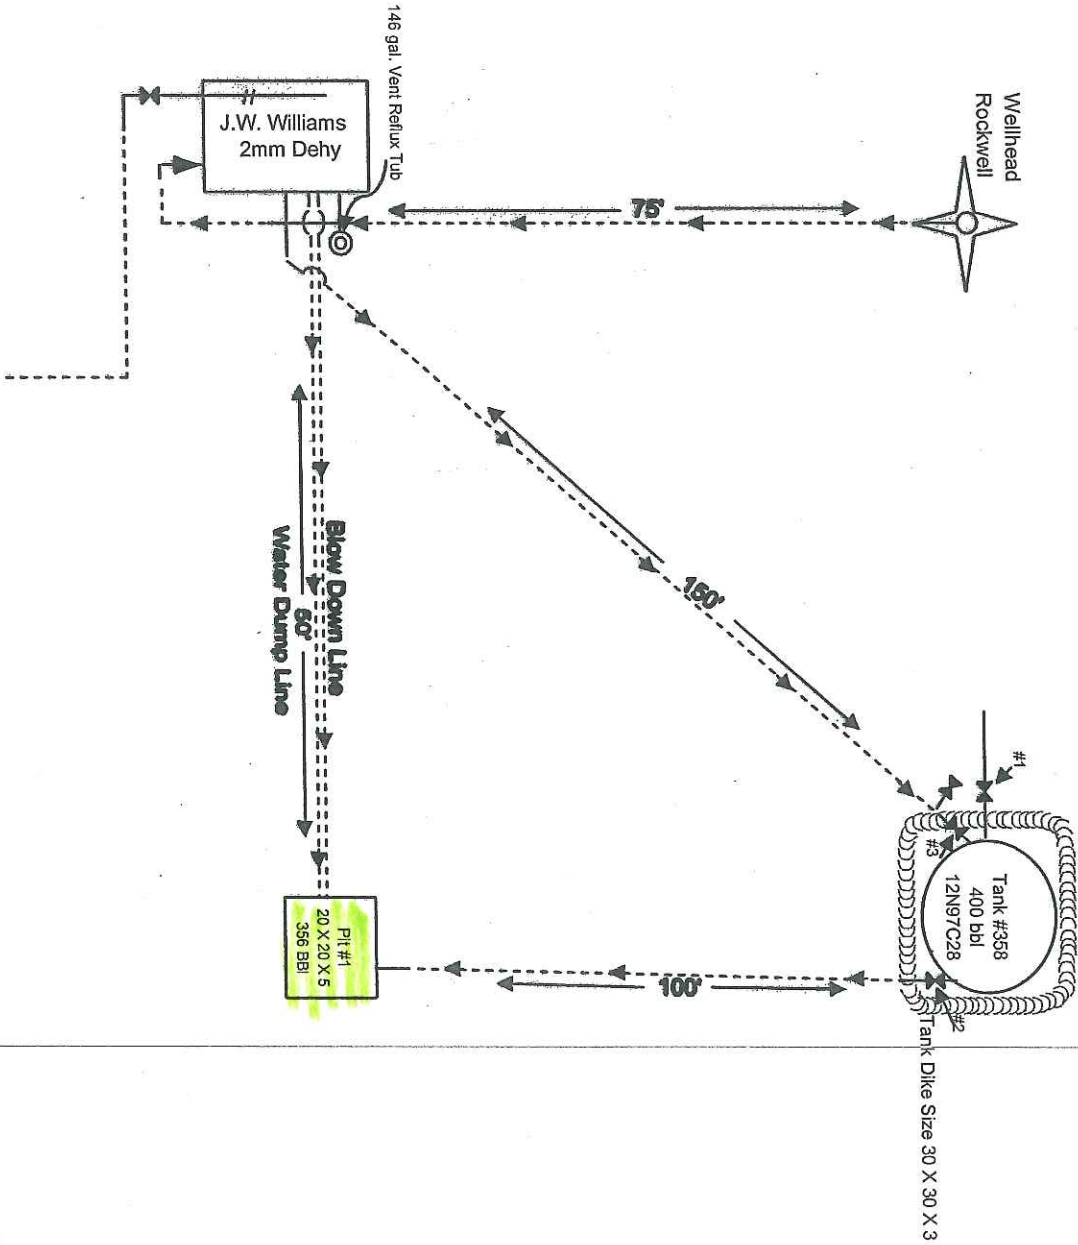 Wellhead
Rockwell
146 gal. Vent Reflux Tub
J.W. Williams
2mm Dehy
75'
150'
Blow Down Line
50'
Water Dump Line
#1
#3
Tank #358
400 bbl
12N97C28
#2
100'
Tank Dike Size 30 X 30 X 3
Pit #1
20 X 20 X 5
356 BBl